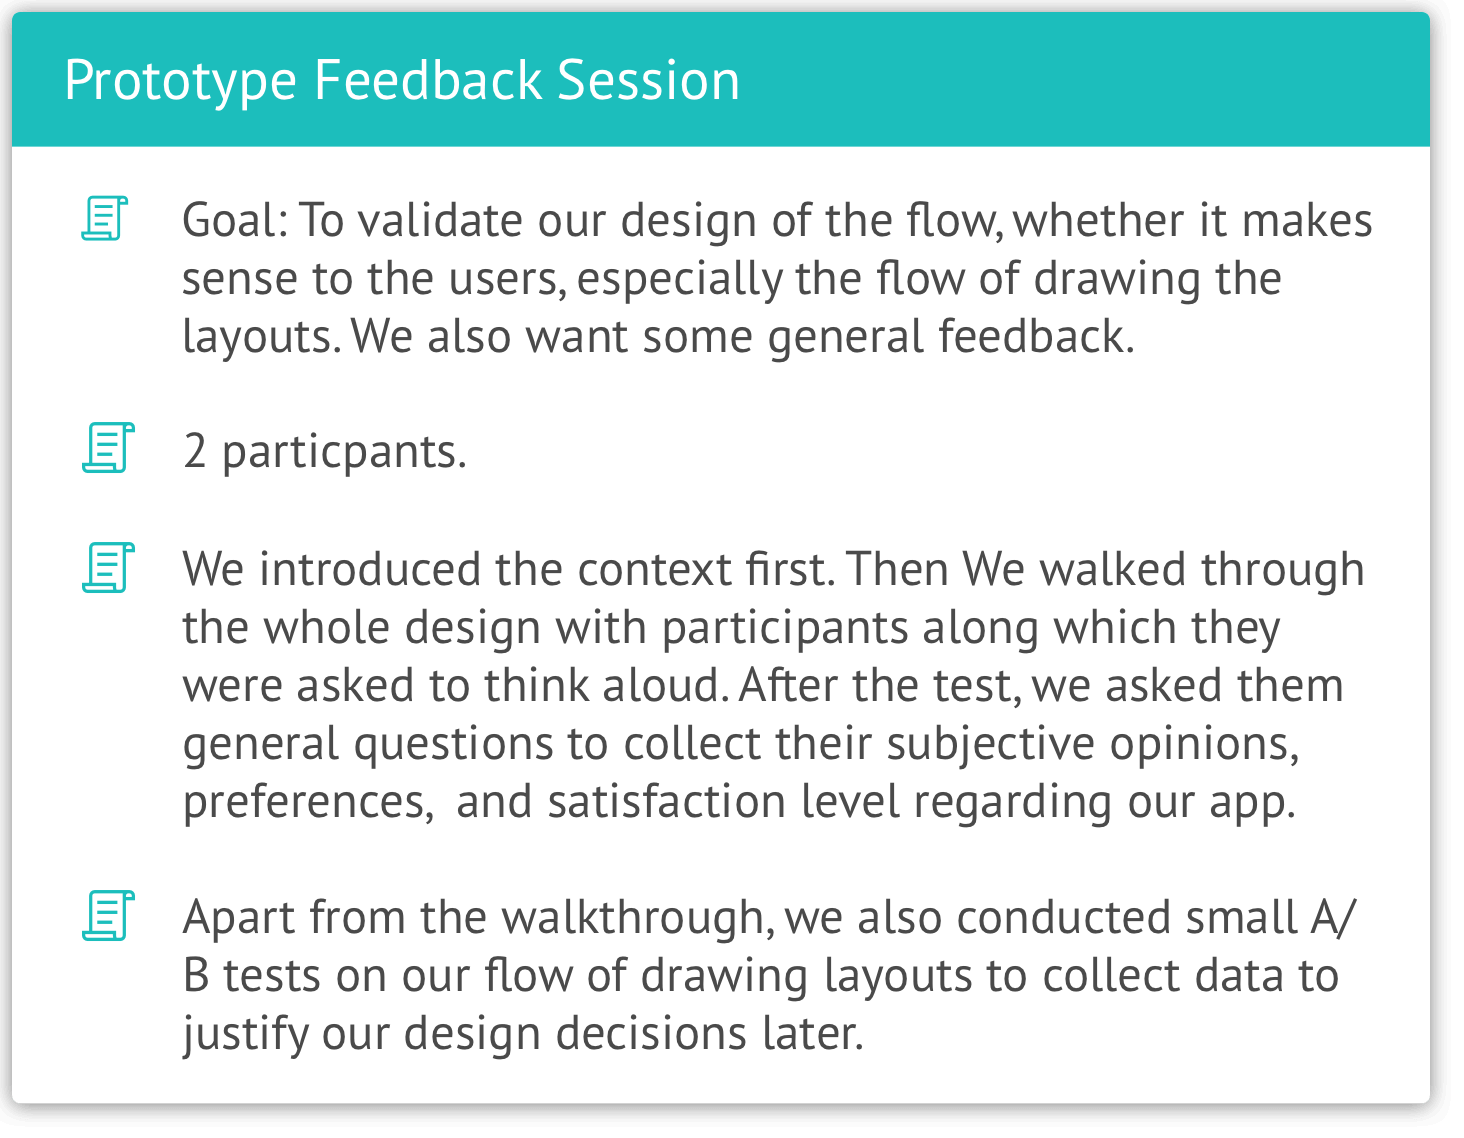 Prototype Feedback Session
Goal: To validate our design of the flow, whether it makes
sense to the users, especially the flow of drawing the
layouts. We also want some general feedback.
2 particpants.
We introduced the context first. Then We walked through
the whole design with participants along which they
were asked to think aloud. After the test, we asked them
general questions to collect their subjective opinions,
preferences,  and satisfaction level regarding our app.
Apart from the walkthrough, we also conducted small A/
B tests on our flow of drawing layouts to collect data to
justify our design decisions later.